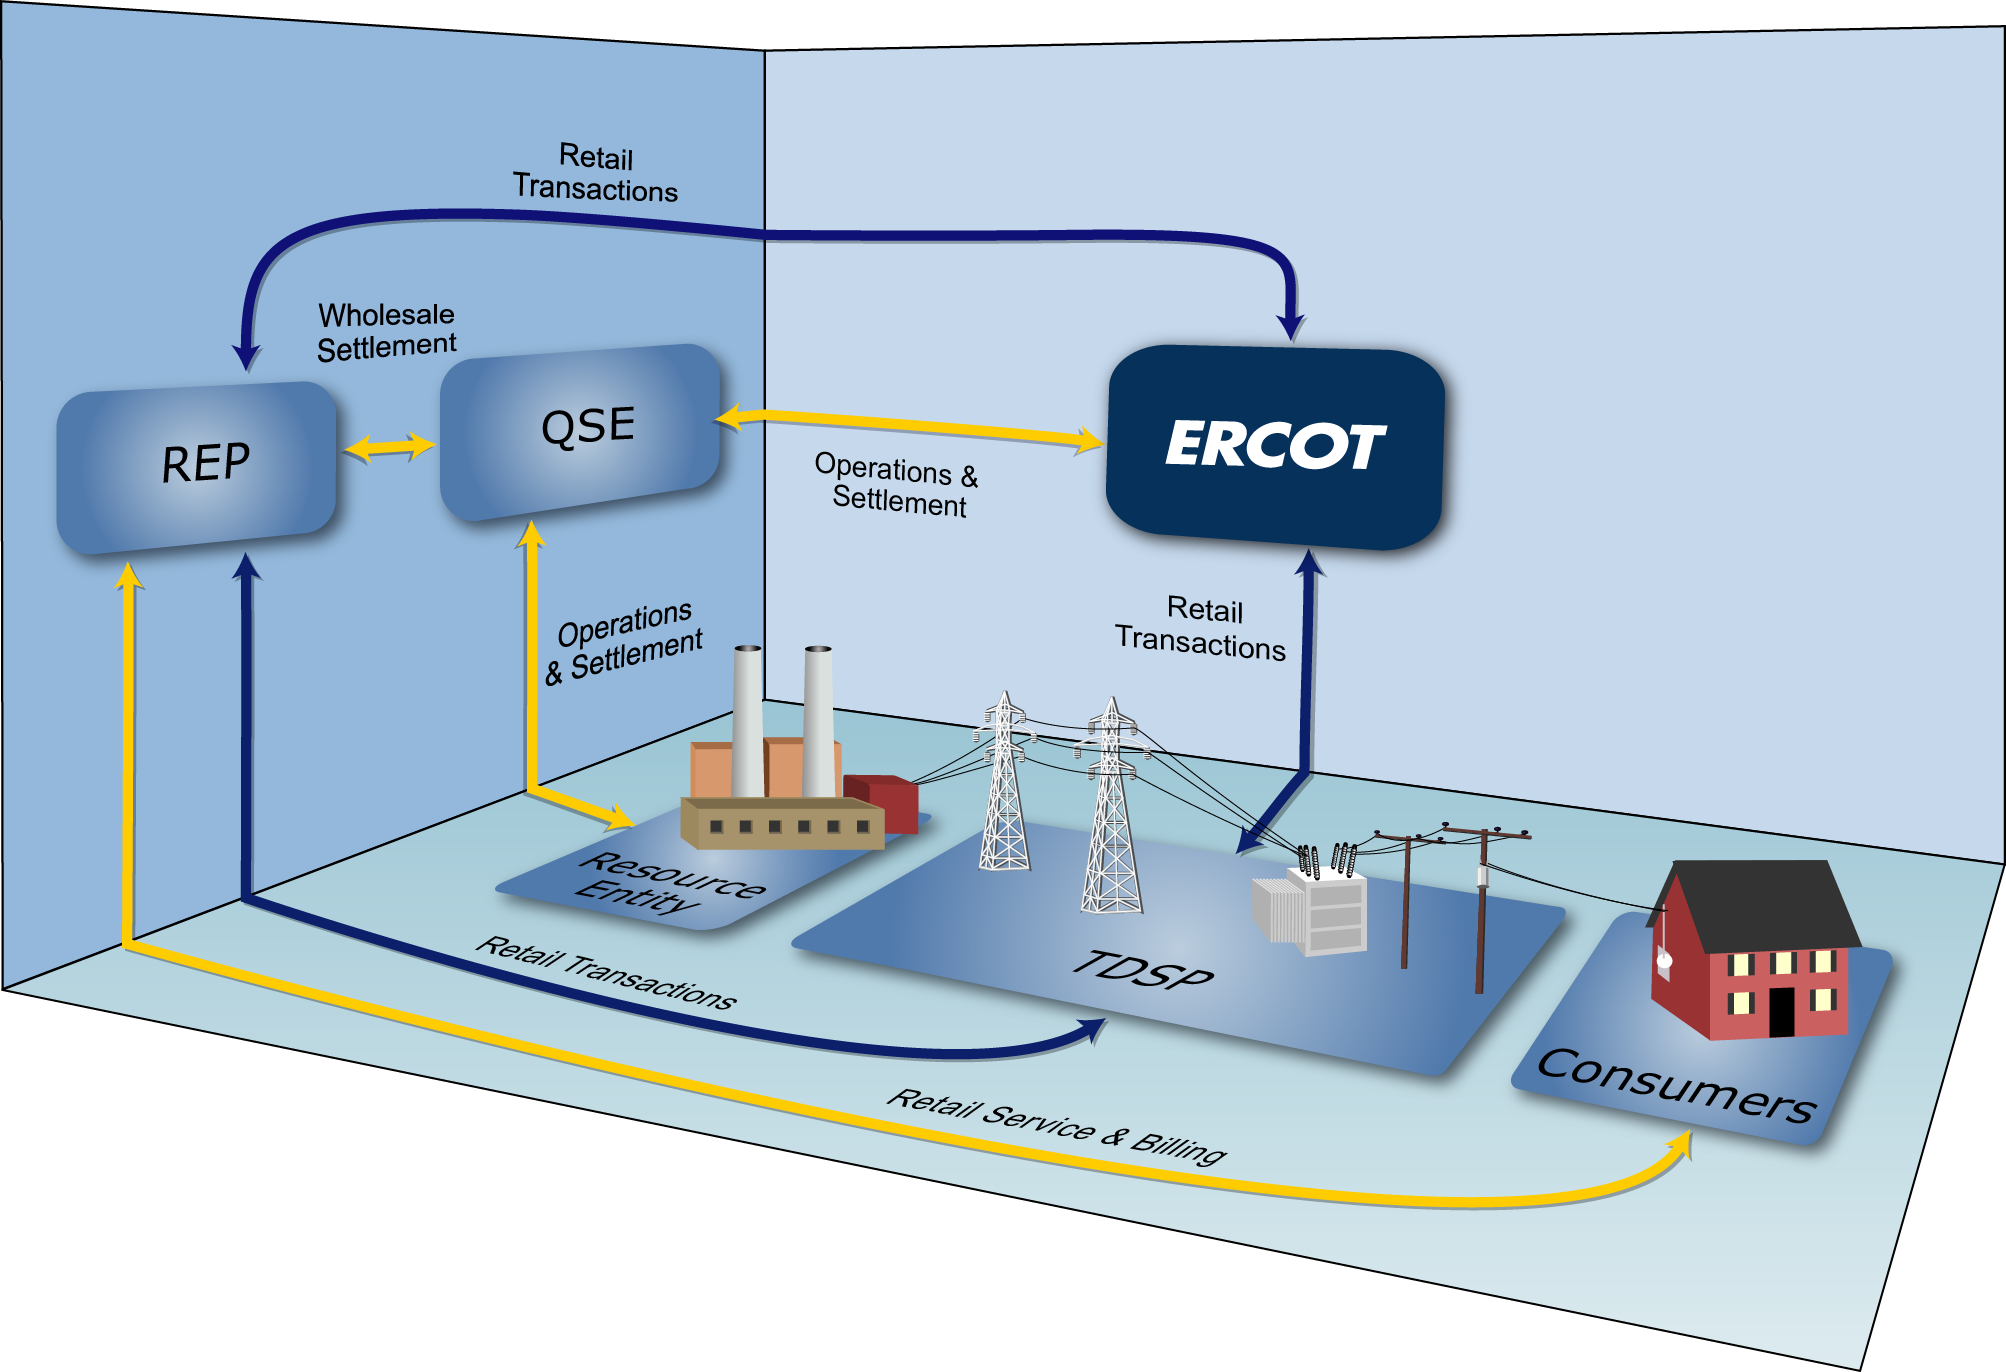 Retail
Transactions
Wholesale
Settlement
REP
QSE
ERCOT
Operations &
Settlement
Operations
& Settlement
Retail
Transactions
Resource
Entity
TDSP
Consumers
Retail Transactions
Retail Service & Billing